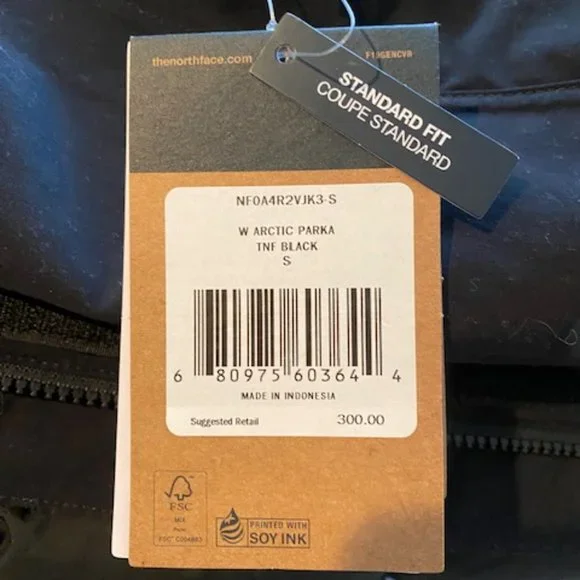 thenorthface.com
STANDARD FIT
COUPE STANDARD
NF0A4R2VJK3-S
W ARCTIC PARKA
TNF BLACK
S
6 80975 60364 4
MADE IN INDONESIA
Suggested Retail 300.00
FSC
MIX
PRINTED WITH
SOY INK